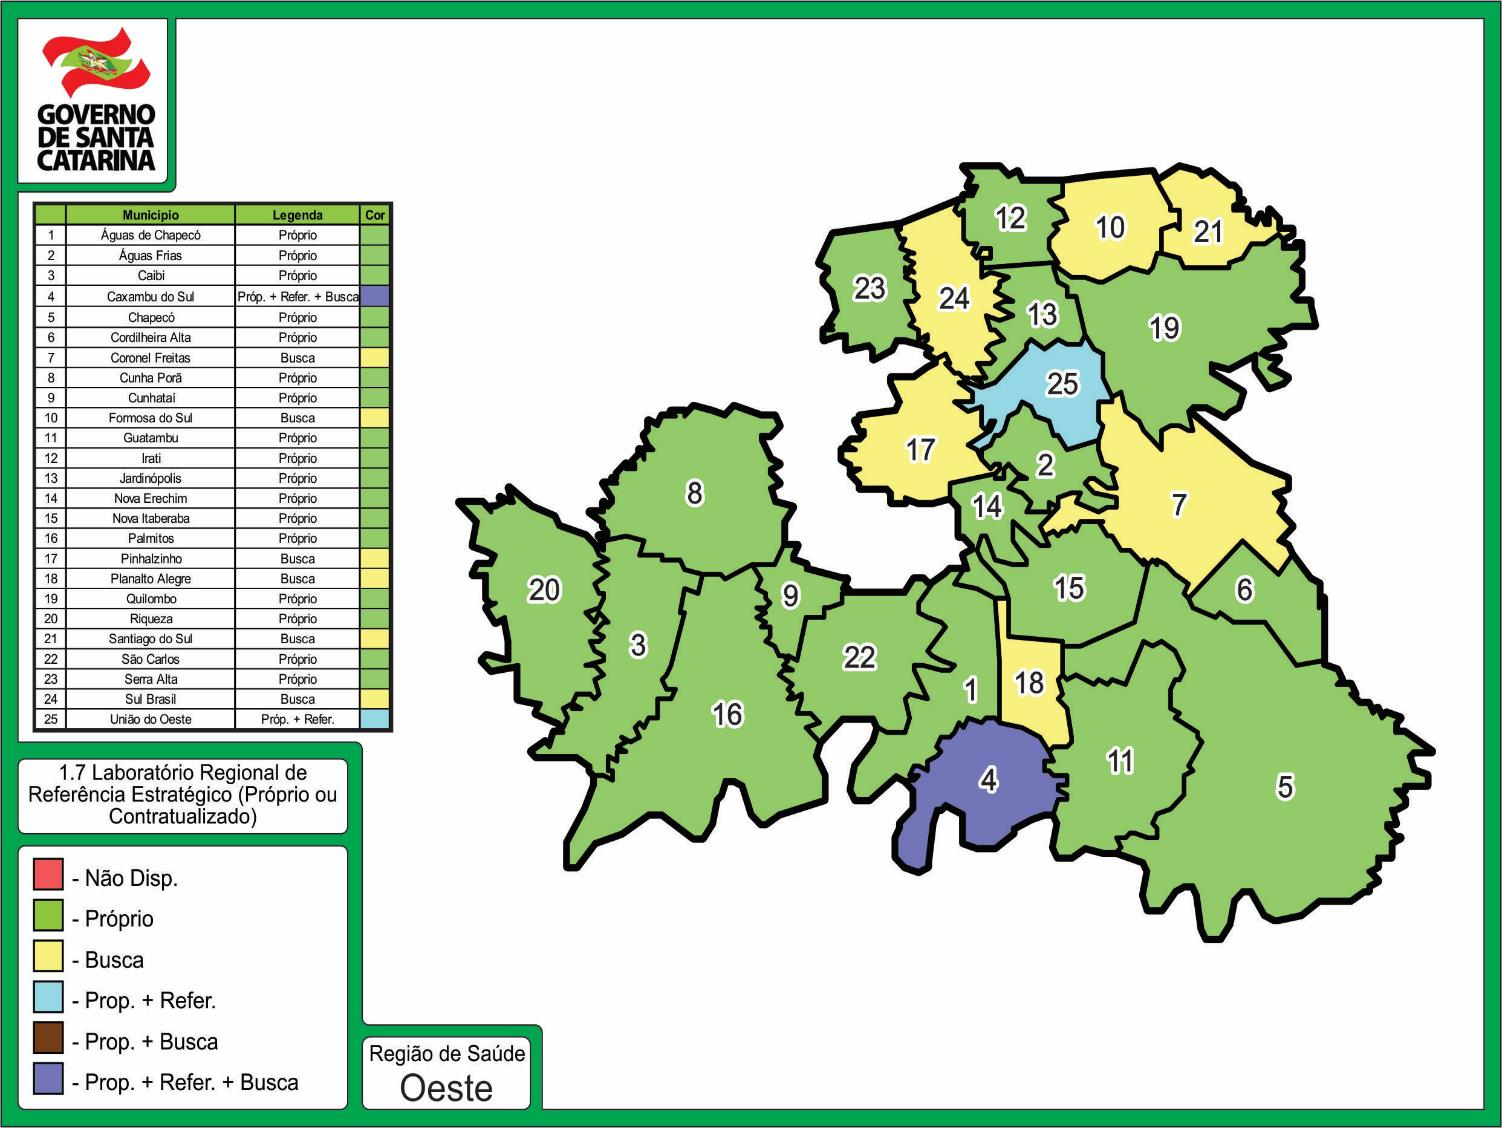 GOVERNO
DE SANTA
CATARINA
Município Legenda Cor
1 Águas de Chapecó Próprio
2 Águas Frias Próprio
3 Caibi Próprio
4 Caxambu do Sul Próp. + Refer. + Busca
5 Chapecó Próprio
6 Cordilheira Alta Próprio
7 Coronel Freitas Busca
8 Cunha Porã Próprio
9 Cunhataí Próprio
10 Formosa do Sul Busca
11 Guatambu Próprio
12 Irati Próprio
13 Jardinópolis Próprio
14 Nova Erechim Próprio
15 Nova Itaberaba Próprio
16 Palmitos Próprio
17 Pinhalzinho Busca
18 Planalto Alegre Busca
19 Quilombo Próprio
20 Riqueza Próprio
21 Santiago do Sul Busca
22 São Carlos Próprio
23 Serra Alta Próprio
24 Sul Brasil Busca
25 União do Oeste Próp. + Refer.
1.7 Laboratório Regional de
Referência Estratégico (Próprio ou
Contratualizado)
- Não Disp.
- Próprio
- Busca
- Prop. + Refer.
- Prop. + Busca
- Prop. + Refer. + Busca
Região de Saúde
Oeste
12
10
21
23
24
13
19
25
17
2
8
14
7
20
9
15
6
3
22
18
1
16
11
4
5